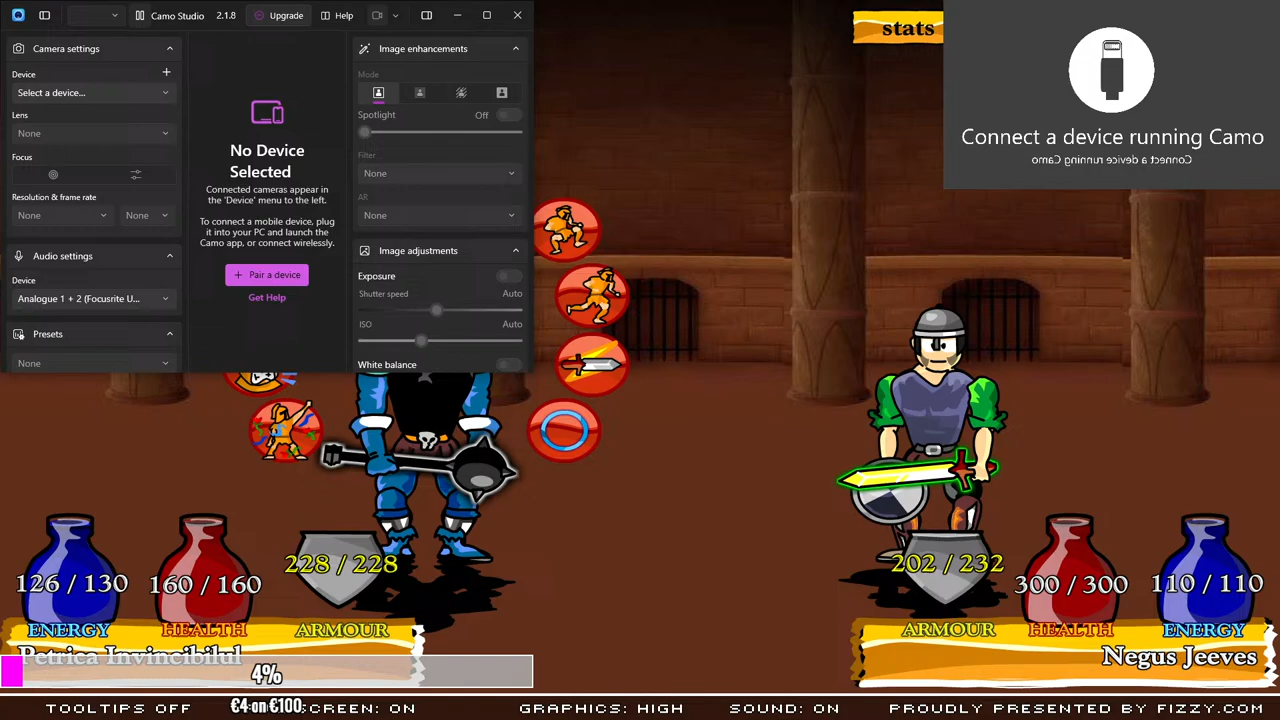 Camo Studio 2.1.8 Upgrade Help
Camera settings
Device
Select a device...
Lens
None
Focus
Resolution & frame rate
None None
Audio settings
Device
Analogue 1 + 2 (Focusrite U...
Presets
None
No Device
Selected
Connected cameras appear in
the 'Device' menu to the left.
To connect a mobile device, plug
it into your PC and launch the
Camo app, or connect wirelessly.
+ Pair a device
Get Help
Image enhancements
Mode
Spotlight Off
Filter
None
AR
None
Image adjustments
Exposure
Shutter speed Auto
ISO Auto
White balance
stats
Connect a device running Camo
Connect a device running Camo
126 / 130 160 / 160 228 / 228
ENERGY HEALTH ARMOUR
Petrica Invincibilul
202 / 232 300 / 300 110 / 110
ARMOUR HEALTH ENERGY
Negus Jeeves
4%
€4 on €100
TOOLTIPS OFF SCREEN: ON GRAPHICS: HIGH SOUND: ON PROUDLY PRESENTED BY FIZZY.COM